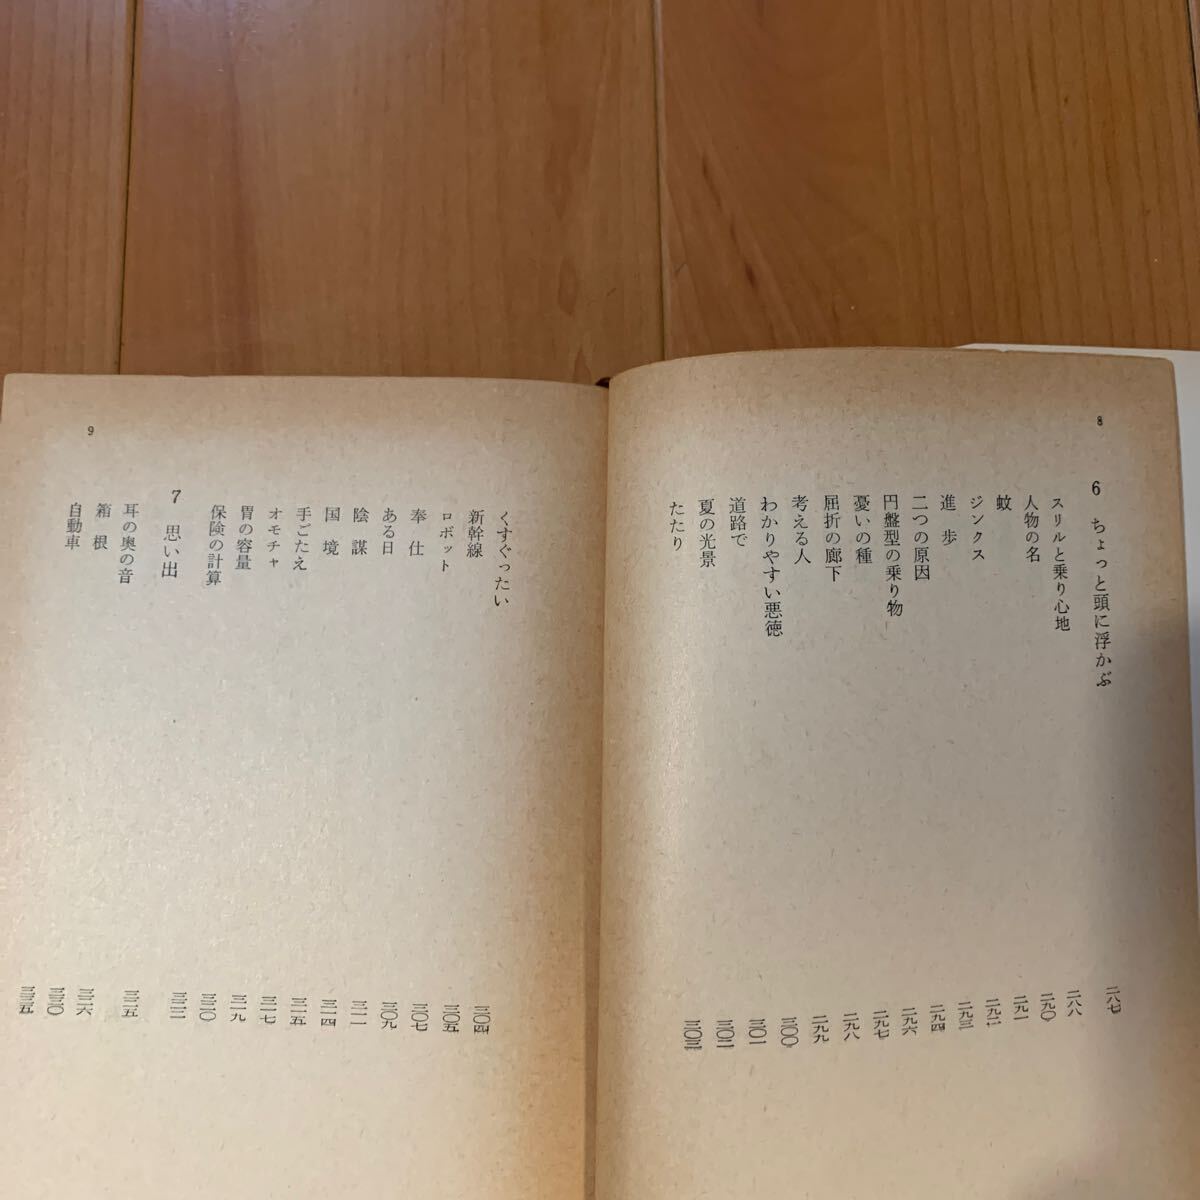 8
6 ちょっと頭に浮かぶ 二八七
スリルと乗り心地 二八八
人物の名 二九〇
蚊 二九一
ジンクス 二九二
進歩 二九三
二つの原因 二九四
円盤型の乗り物 二九六
憂いの種 二九七
屈折の廊下 二九八
考える人 二九九
わかりやすい悪徳 三〇〇
道路で 三〇一
夏の光景 三〇二
たたり 三〇三
9
くすぐったい 三〇四
新幹線 三〇五
ロボット 三〇七
奉仕 三〇九
ある日 三一一
陰謀 三一四
国境 三一五
手ごたえ 三一七
オモチャ 三一九
胃の容量 三二〇
保険の計算 三二二
7 思い出 三二五
耳の奥の音 三二六
箱根 三三〇
自動車 三三五